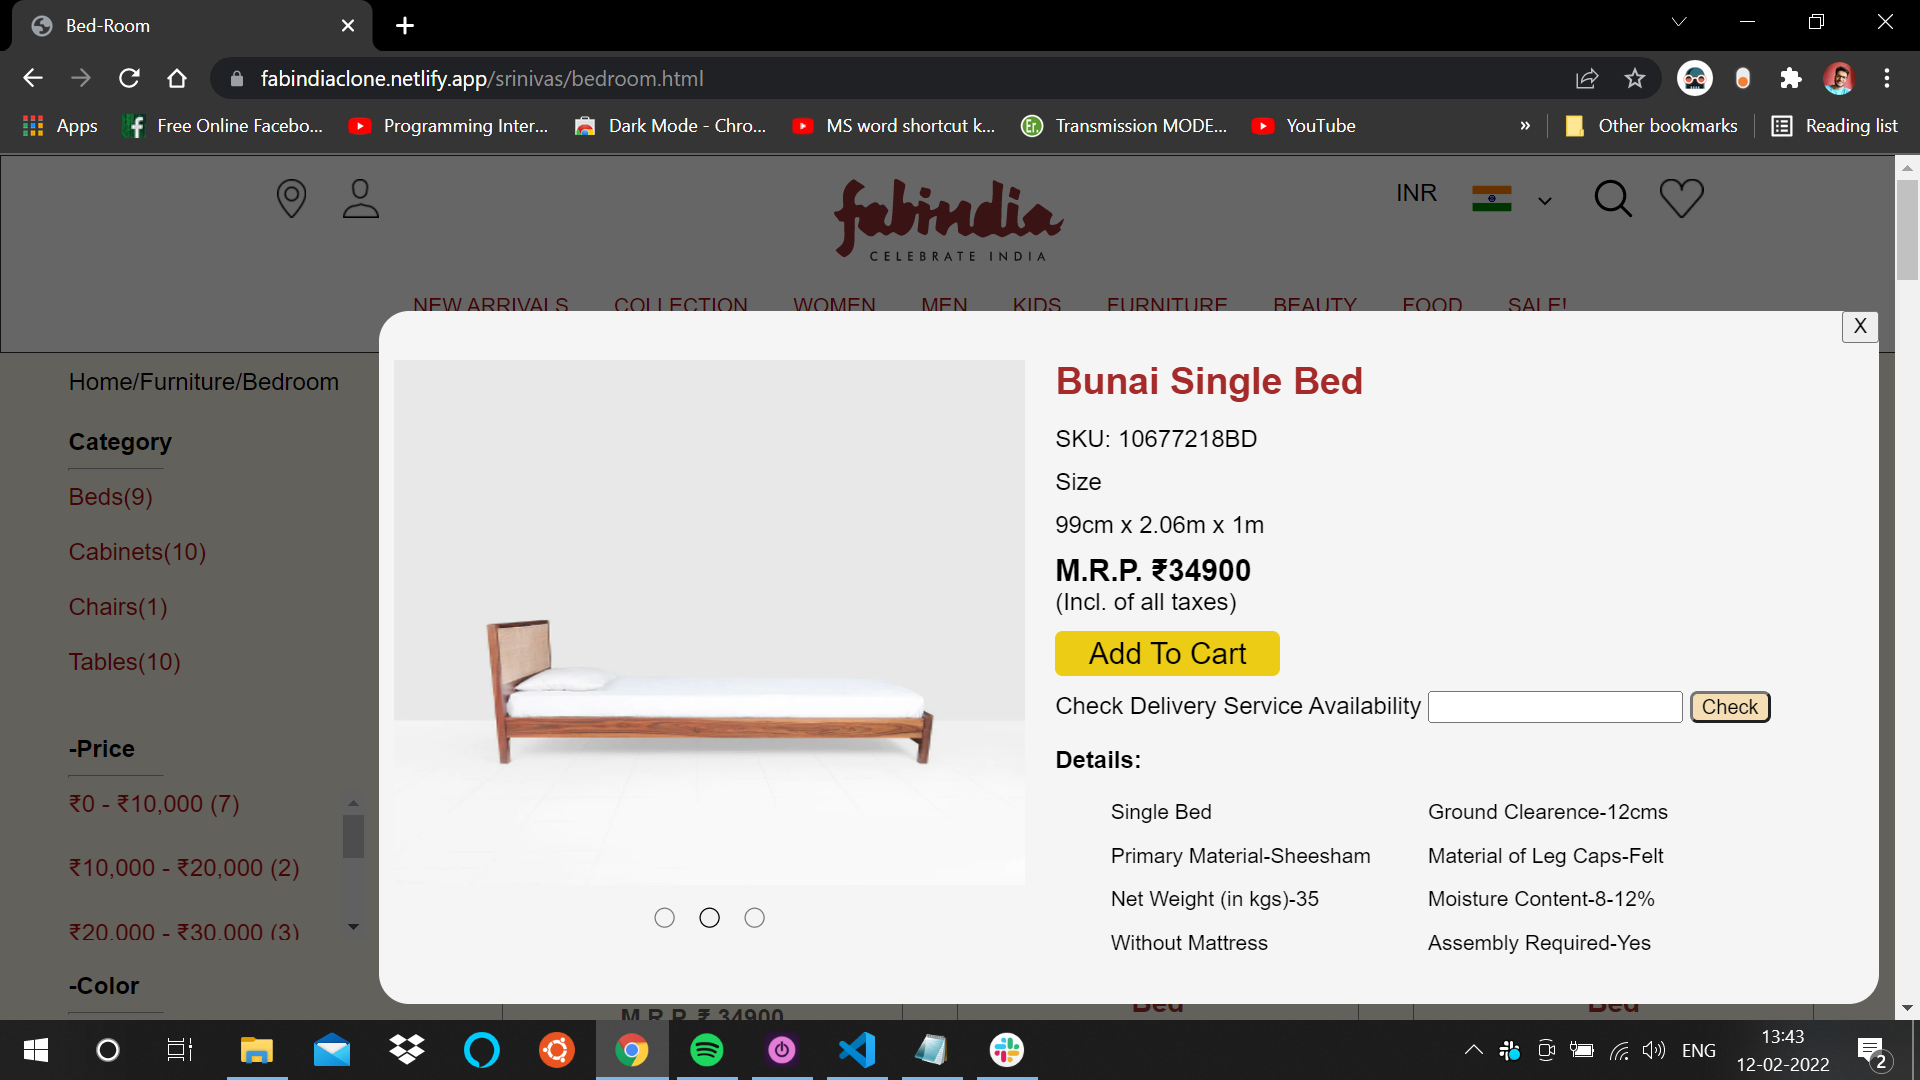 Bed-Room
fabindiaclone.netlify.app/srinivas/bedroom.html
Apps
Free Online Facebo...
Programming Inter...
Dark Mode - Chro...
MS word shortcut k...
Er.
Transmission MODE...
YouTube
»
Other bookmarks
Reading list
fabindia
CELEBRATE INDIA
INR
NEW ARRIVALS COLLECTION WOMEN MEN KIDS FURNITURE BEAUTY FOOD SALE!
X
Home/Furniture/Bedroom
Category
Beds(9)
Cabinets(10)
Chairs(1)
Tables(10)
-Price
₹0 - ₹10,000 (7)
₹10,000 - ₹20,000 (2)
₹20,000 - ₹30,000 (3)
-Color
Bunai Single Bed
SKU: 10677218BD
Size
99cm x 2.06m x 1m
M.R.P. ₹34900
(Incl. of all taxes)
Add To Cart
Check Delivery Service Availability Check
Details:
Single Bed Ground Clearence-12cms
Primary Material-Sheesham Material of Leg Caps-Felt
Net Weight (in kgs)-35 Moisture Content-8-12%
Without Mattress Assembly Required-Yes
M.R.P. ₹ 34900
Bed Bed
ENG
13:43
12-02-2022
2